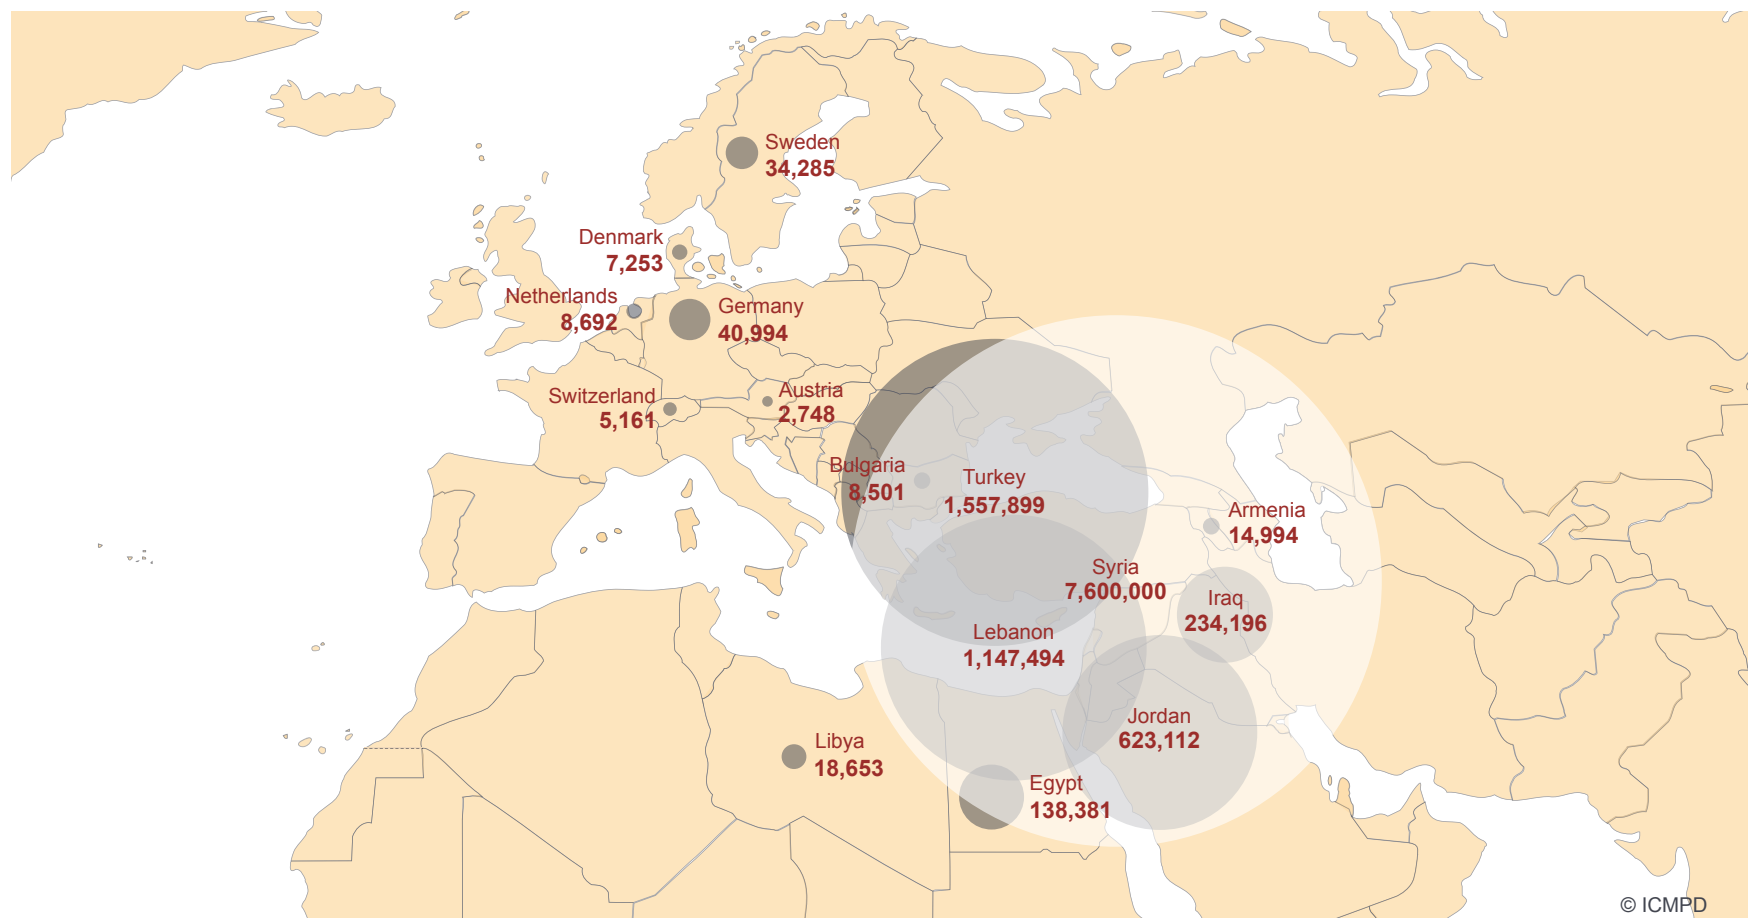 Sweden
34,285
Denmark
7,253
Netherlands
8,692
Germany
40,994
Switzerland
5,161
Austria
2,748
Bulgaria
8,501
Turkey
1,557,899
Armenia
14,994
Syria
7,600,000
Iraq
234,196
Lebanon
1,147,494
Jordan
623,112
Libya
18,653
Egypt
138,381
© ICMPD